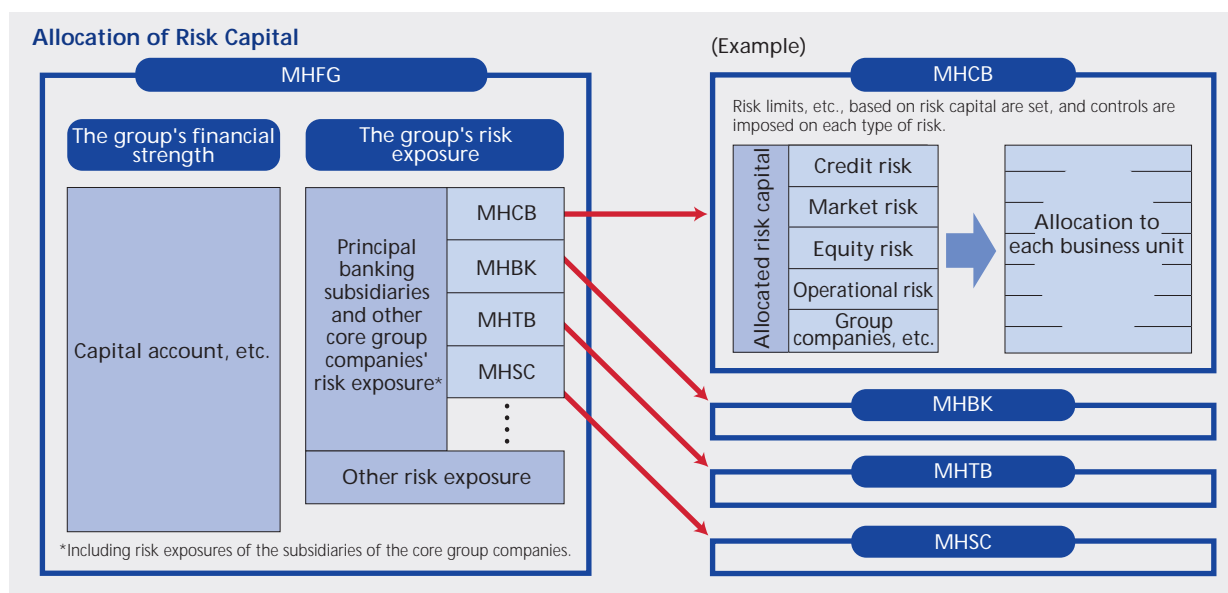 Allocation of Risk Capital
MHFG
The group's financial
strength
The group's risk
exposure
Capital account, etc.
Principal
banking
subsidiaries
and other
core group
companies'
risk exposure*
MHCB
MHBK
MHTB
MHSC
Other risk exposure
*Including risk exposures of the subsidiaries of the core group companies.
(Example)
MHCB
Risk limits, etc., based on risk capital are set, and controls are
imposed on each type of risk.
Allocated risk capital
Credit risk
Market risk
Equity risk
Operational risk
Group
companies, etc.
Allocation to
each business unit
MHBK
MHTB
MHSC